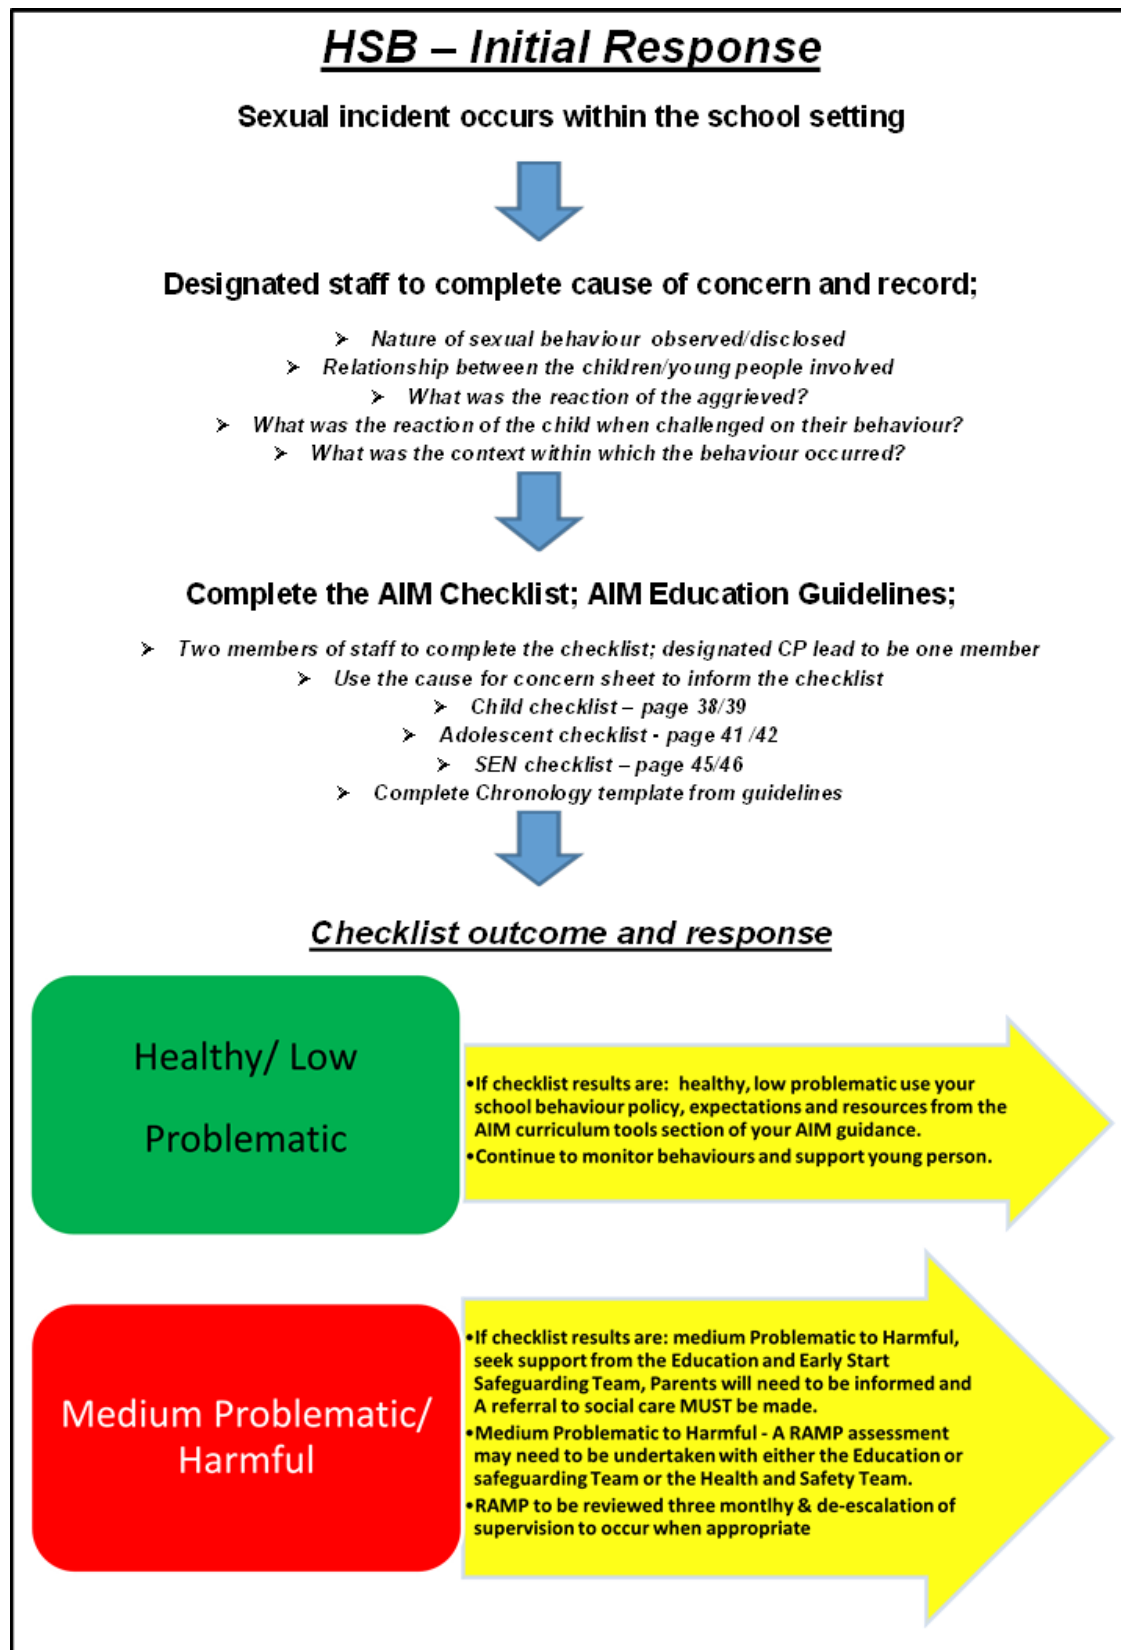 HSB – Initial Response
Sexual incident occurs within the school setting
Designated staff to complete cause of concern and record;
➢ Nature of sexual behaviour observed/disclosed
➢ Relationship between the children/young people involved
➢ What was the reaction of the aggrieved?
➢ What was the reaction of the child when challenged on their behaviour?
➢ What was the context within which the behaviour occurred?
Complete the AIM Checklist; AIM Education Guidelines;
➢ Two members of staff to complete the checklist; designated CP lead to be one member
➢ Use the cause for concern sheet to inform the checklist
➢ Child checklist – page 38/39
➢ Adolescent checklist - page 41 /42
➢ SEN checklist – page 45/46
➢ Complete Chronology template from guidelines
Checklist outcome and response
Healthy/ Low
Problematic
•If checklist results are: healthy, low problematic use your
school behaviour policy, expectations and resources from the
AIM curriculum tools section of your AIM guidance.
•Continue to monitor behaviours and support young person.
Medium Problematic/
Harmful
•If checklist results are: medium Problematic to Harmful,
seek support from the Education and Early Start
Safeguarding Team, Parents will need to be informed and
A referral to social care MUST be made.
•Medium Problematic to Harmful - A RAMP assessment
may need to be undertaken with either the Education or
safeguarding Team or the Health and Safety Team.
•RAMP to be reviewed three montlhy & de-escalation of
supervision to occur when appropriate